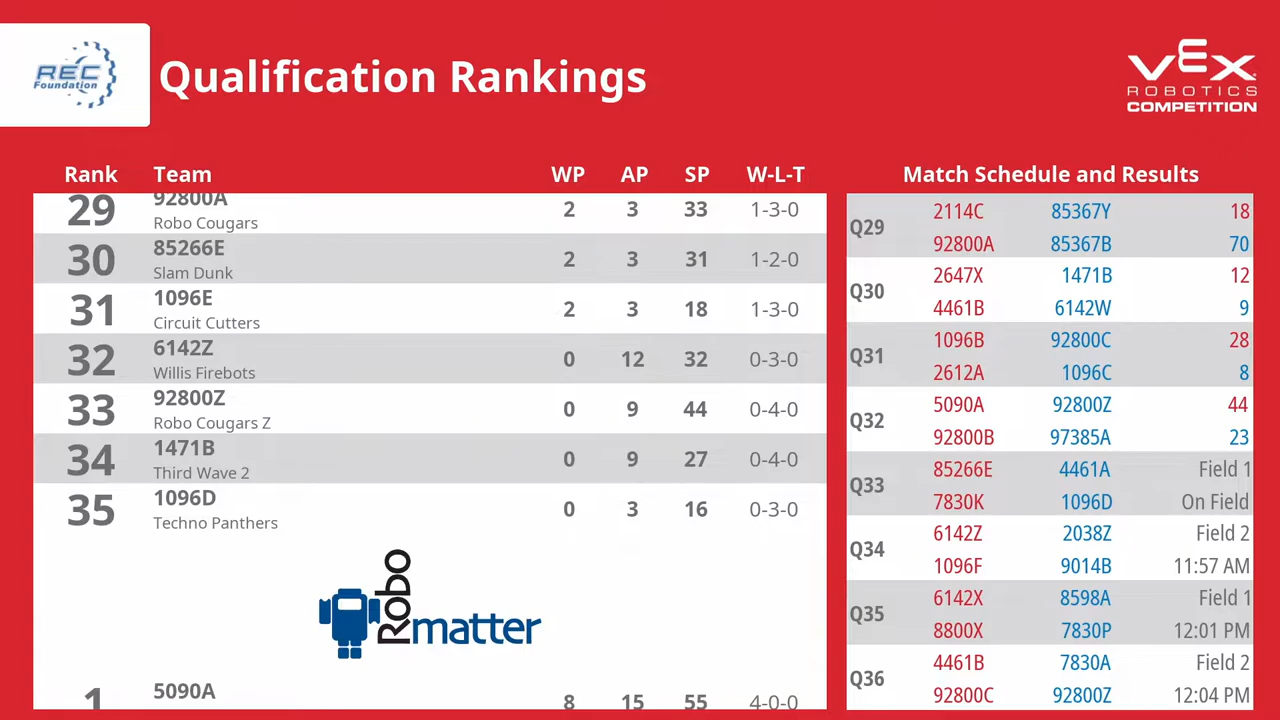 REC
Foundation
Qualification Rankings
VEX
ROBOTICS
COMPETITION
Rank Team WP AP SP W-L-T
29 92800A 2 3 33 1-3-0
Robo Cougars
30 85266E 2 3 31 1-2-0
Slam Dunk
31 1096E 2 3 18 1-3-0
Circuit Cutters
32 6142Z 0 12 32 0-3-0
Willis Firebots
33 92800Z 0 9 44 0-4-0
Robo Cougars Z
34 1471B 0 9 27 0-4-0
Third Wave 2
35 1096D 0 3 16 0-3-0
Techno Panthers
Robo
matter
1 5090A 8 15 55 4-0-0
Match Schedule and Results
Q29 2114C 85367Y 18
92800A 85367B 70
Q30 2647X 1471B 12
4461B 6142W 9
Q31 1096B 92800C 28
2612A 1096C 8
Q32 5090A 92800Z 44
92800B 97385A 23
Q33 85266E 4461A Field 1
7830K 1096D On Field
Q34 6142Z 2038Z Field 2
1096F 9014B 11:57 AM
Q35 6142X 8598A Field 1
8800X 7830P 12:01 PM
Q36 4461B 7830A Field 2
92800C 92800Z 12:04 PM